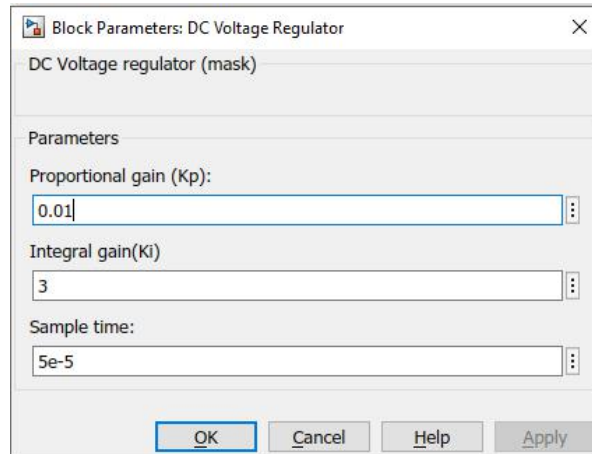 Block Parameters: DC Voltage Regulator
DC Voltage regulator (mask)
Parameters
Proportional gain (Kp):
0.01
Integral gain(Ki)
3
Sample time:
5e-5
OK Cancel Help Apply